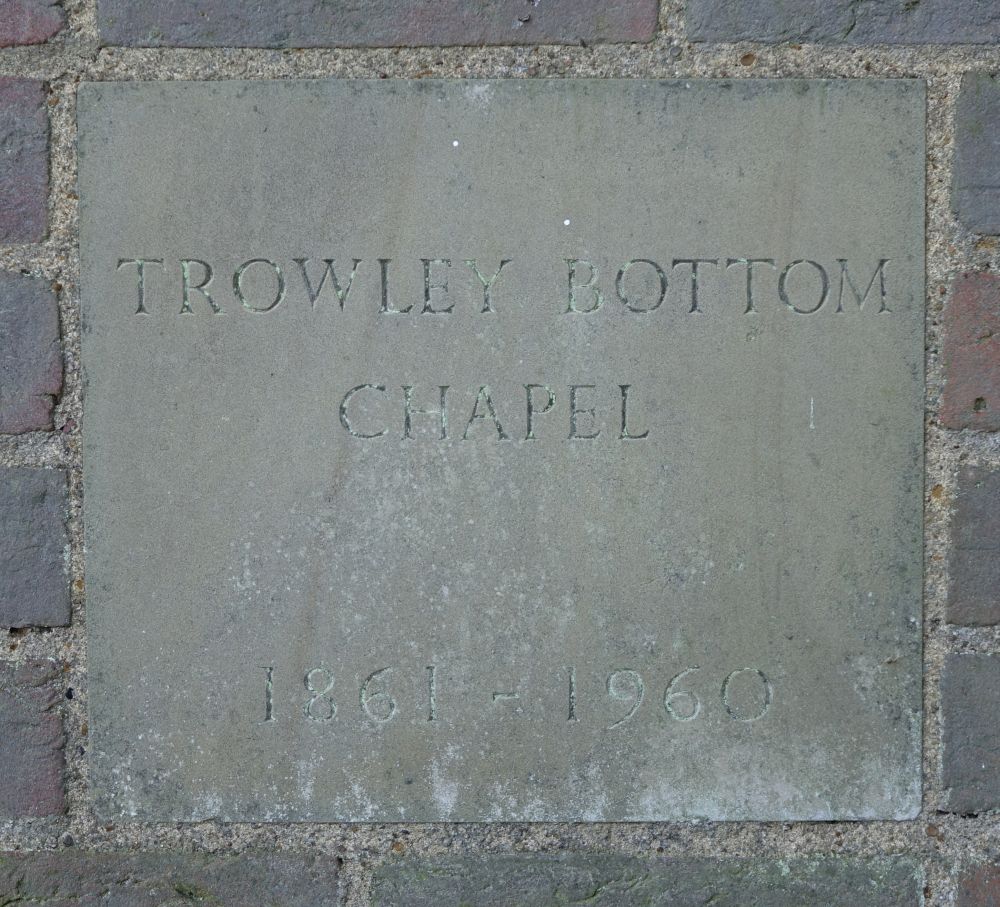 TROWLEY BOTTOM
CHAPEL
1861 - 1960